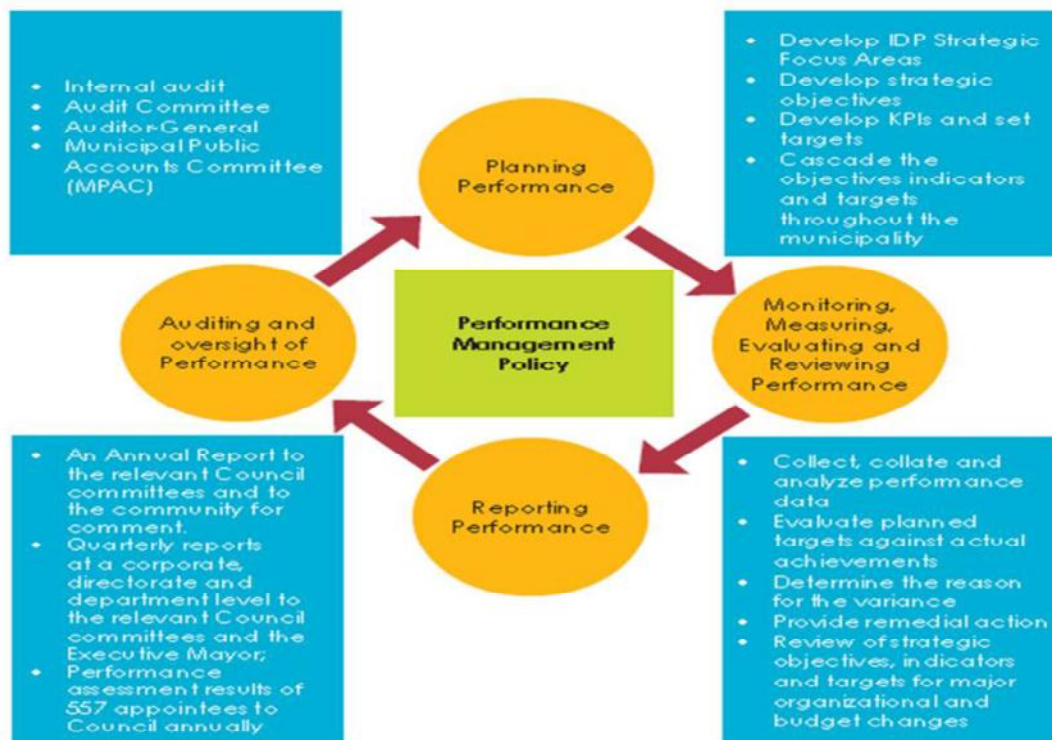 • Internal audit
• Audit Committee
• Auditor-General
• Municipal Public
Accounts Committee
(MPAC)
• Develop IDP Strategic
Focus Areas
• Develop strategic
objectives
• Develop KPIs and set
targets
• Cascade the
objectives indicators
and targets
throughout the
municipality
Planning
Performance
Auditing and
oversight of
Performance
Performance
Management
Policy
Monitoring,
Measuring,
Evaluating and
Reviewing
Performance
Reporting
Performance
• An Annual Report to
the relevant Council
committees and to
the community for
comment.
• Quarterly reports
at a corporate,
directorate and
department level to
the relevant Council
committees and the
Executive Mayor;
• Performance
assessment results of
S57 appointees to
Council annually
• Collect, collate and
analyze performance
data
• Evaluate planned
targets against actual
achievements
• Determine the reason
for the variance
• Provide remedial action
• Review of strategic
objectives, indicators
and targets for major
organizational and
budget changes